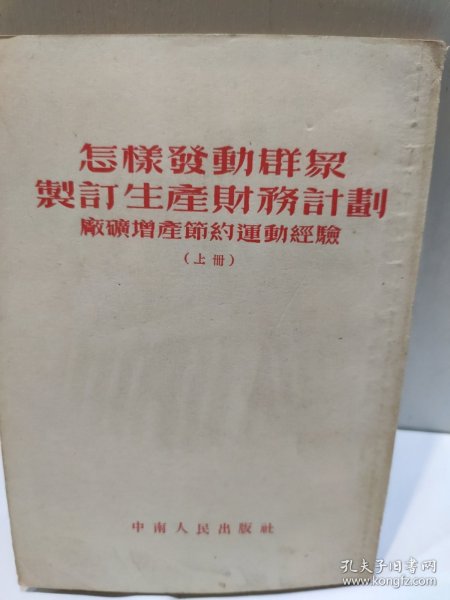 怎樣發動群眾
製訂生產財務計劃
廠礦增產節約運動經驗
（上冊）
中南人民出版社
孔夫子旧书网
www.kongfz.com